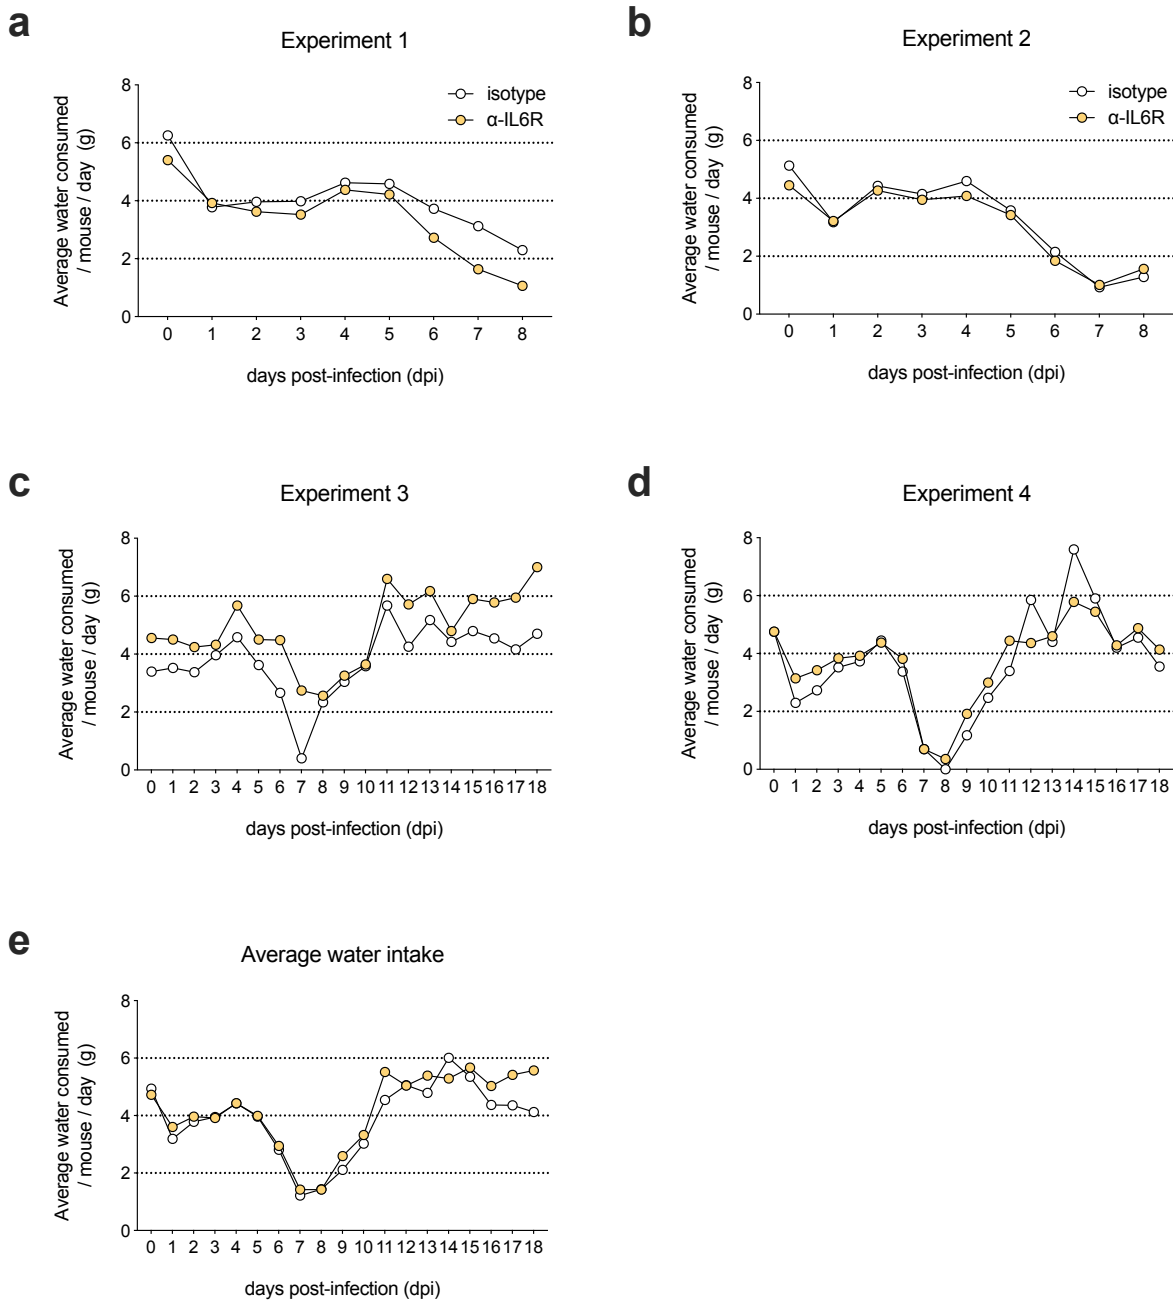 a
Experiment 1
Average water consumed
/ mouse / day (g)
8
6
4
2
0
isotype
α-IL6R
0 1 2 3 4 5 6 7 8
days post-infection (dpi)
b
Experiment 2
Average water consumed
/ mouse / day (g)
8
6
4
2
0
isotype
α-IL6R
0 1 2 3 4 5 6 7 8
days post-infection (dpi)
c
Experiment 3
Average water consumed
/ mouse / day (g)
8
6
4
2
0
0 1 2 3 4 5 6 7 8 9 10 11 12 13 14 15 16 17 18
days post-infection (dpi)
d
Experiment 4
Average water consumed
/ mouse / day (g)
8
6
4
2
0
0 1 2 3 4 5 6 7 8 9 10 11 12 13 14 15 16 17 18
days post-infection (dpi)
e
Average water intake
Average water consumed
/ mouse / day (g)
8
6
4
2
0
0 1 2 3 4 5 6 7 8 9 10 11 12 13 14 15 16 17 18
days post-infection (dpi)